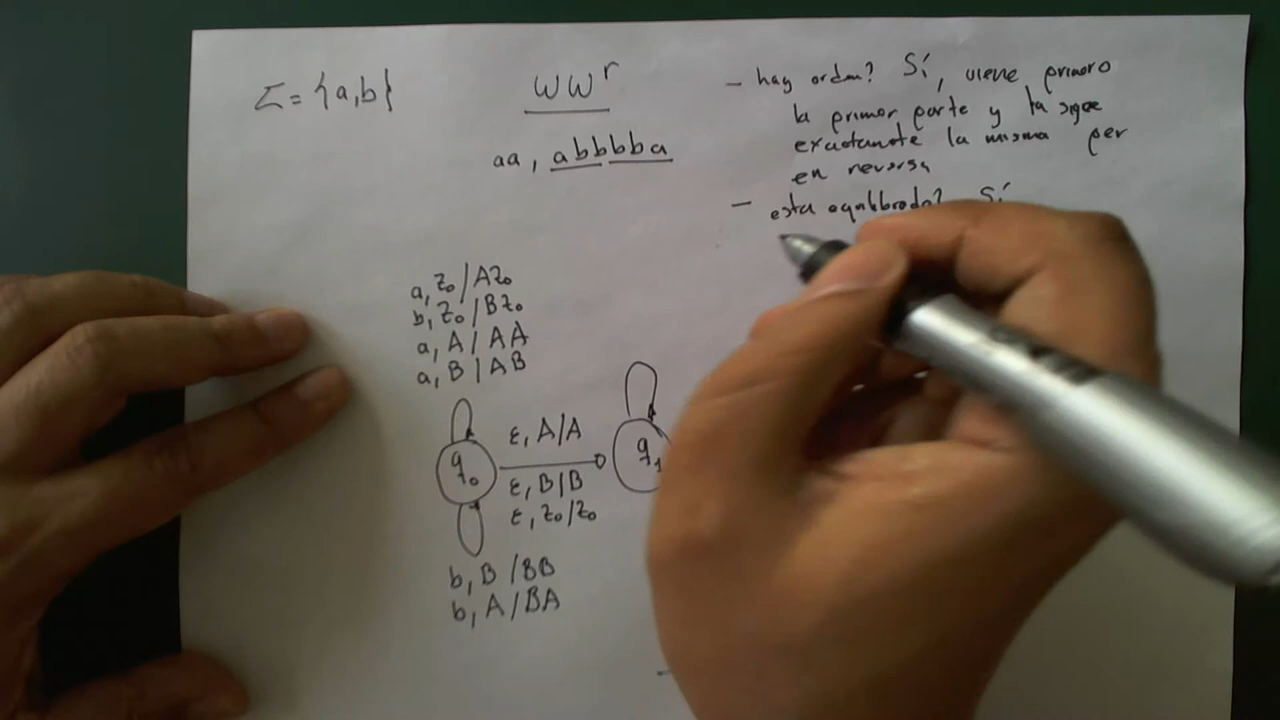 Σ = {a,b}
ww^r
aa, abbbba
- hay orden? Sí, viene primero
la primer parte y la sigue
exactamente la misma per
en reversa
- esta equilibrado? Sí
a, z₀ / Az₀
b, z₀ / Bz₀
a, A / AA
a, B / AB
q₀
ε, A/A
ε, B/B
ε, z₀/z₀
q₁
b, B / BB
b, A / BA